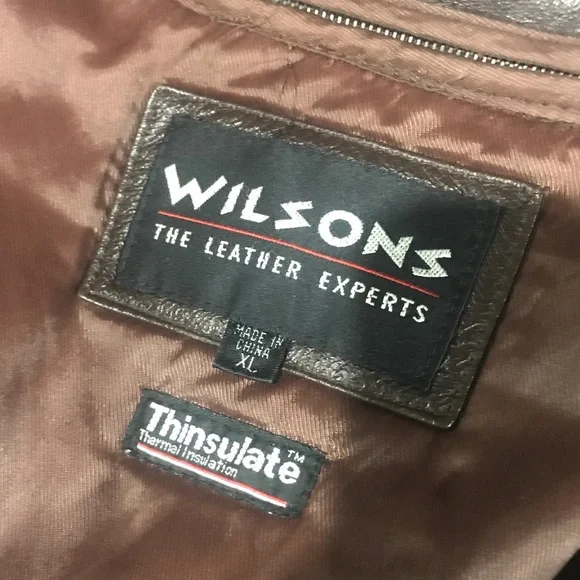 WILSONS
THE LEATHER EXPERTS
MADE IN
CHINA
XL
Thinsulate™
Thermal Insulation